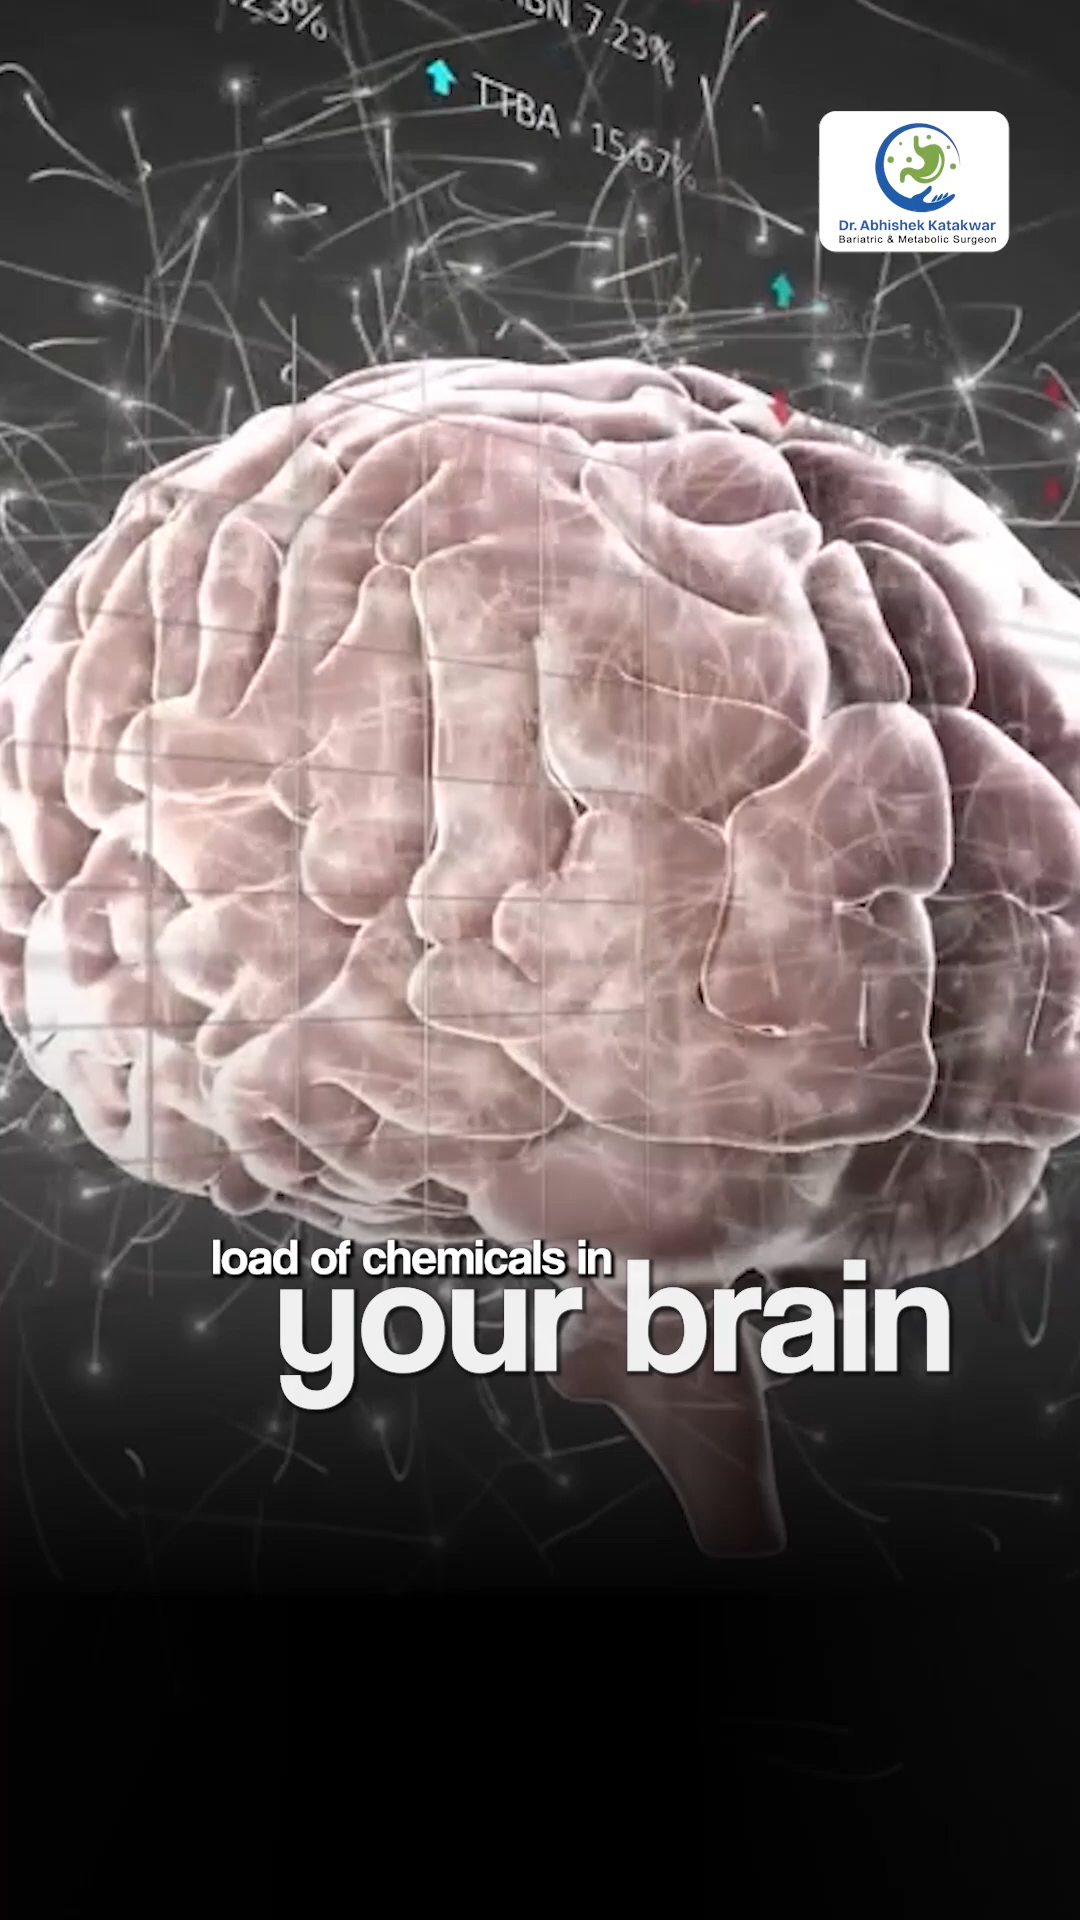 7.23%
TTBA 15.67%
Dr. Abhishek Katakwar
Bariatric & Metabolic Surgeon
load of chemicals in
your brain